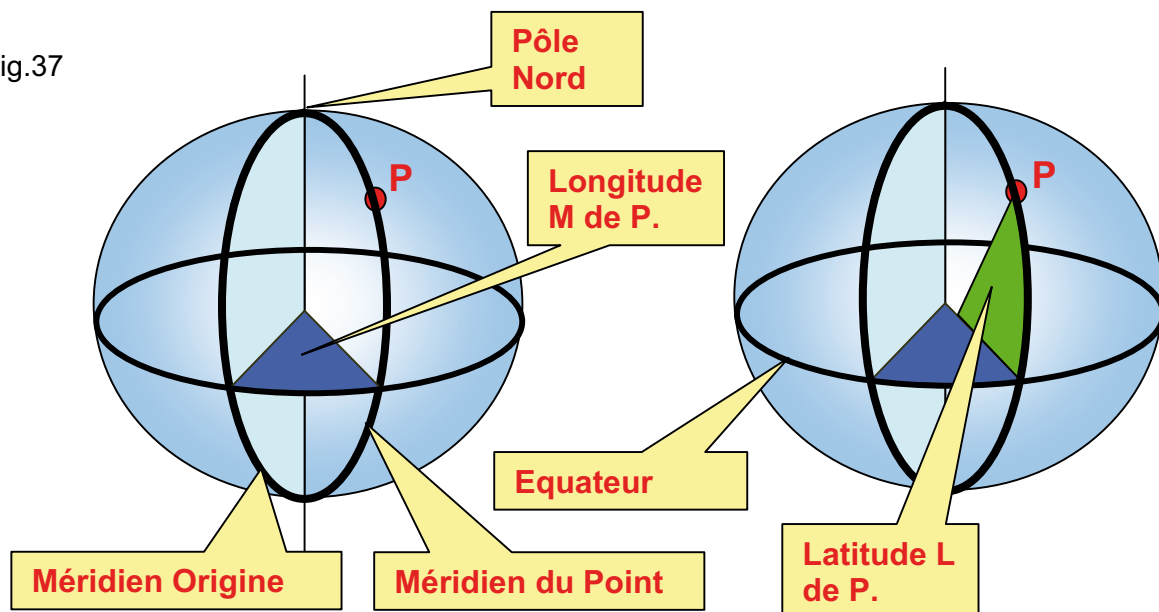 ig.37
Pôle
Nord
P
Longitude
M de P.
P
Equateur
Méridien Origine
Méridien du Point
Latitude L
de P.